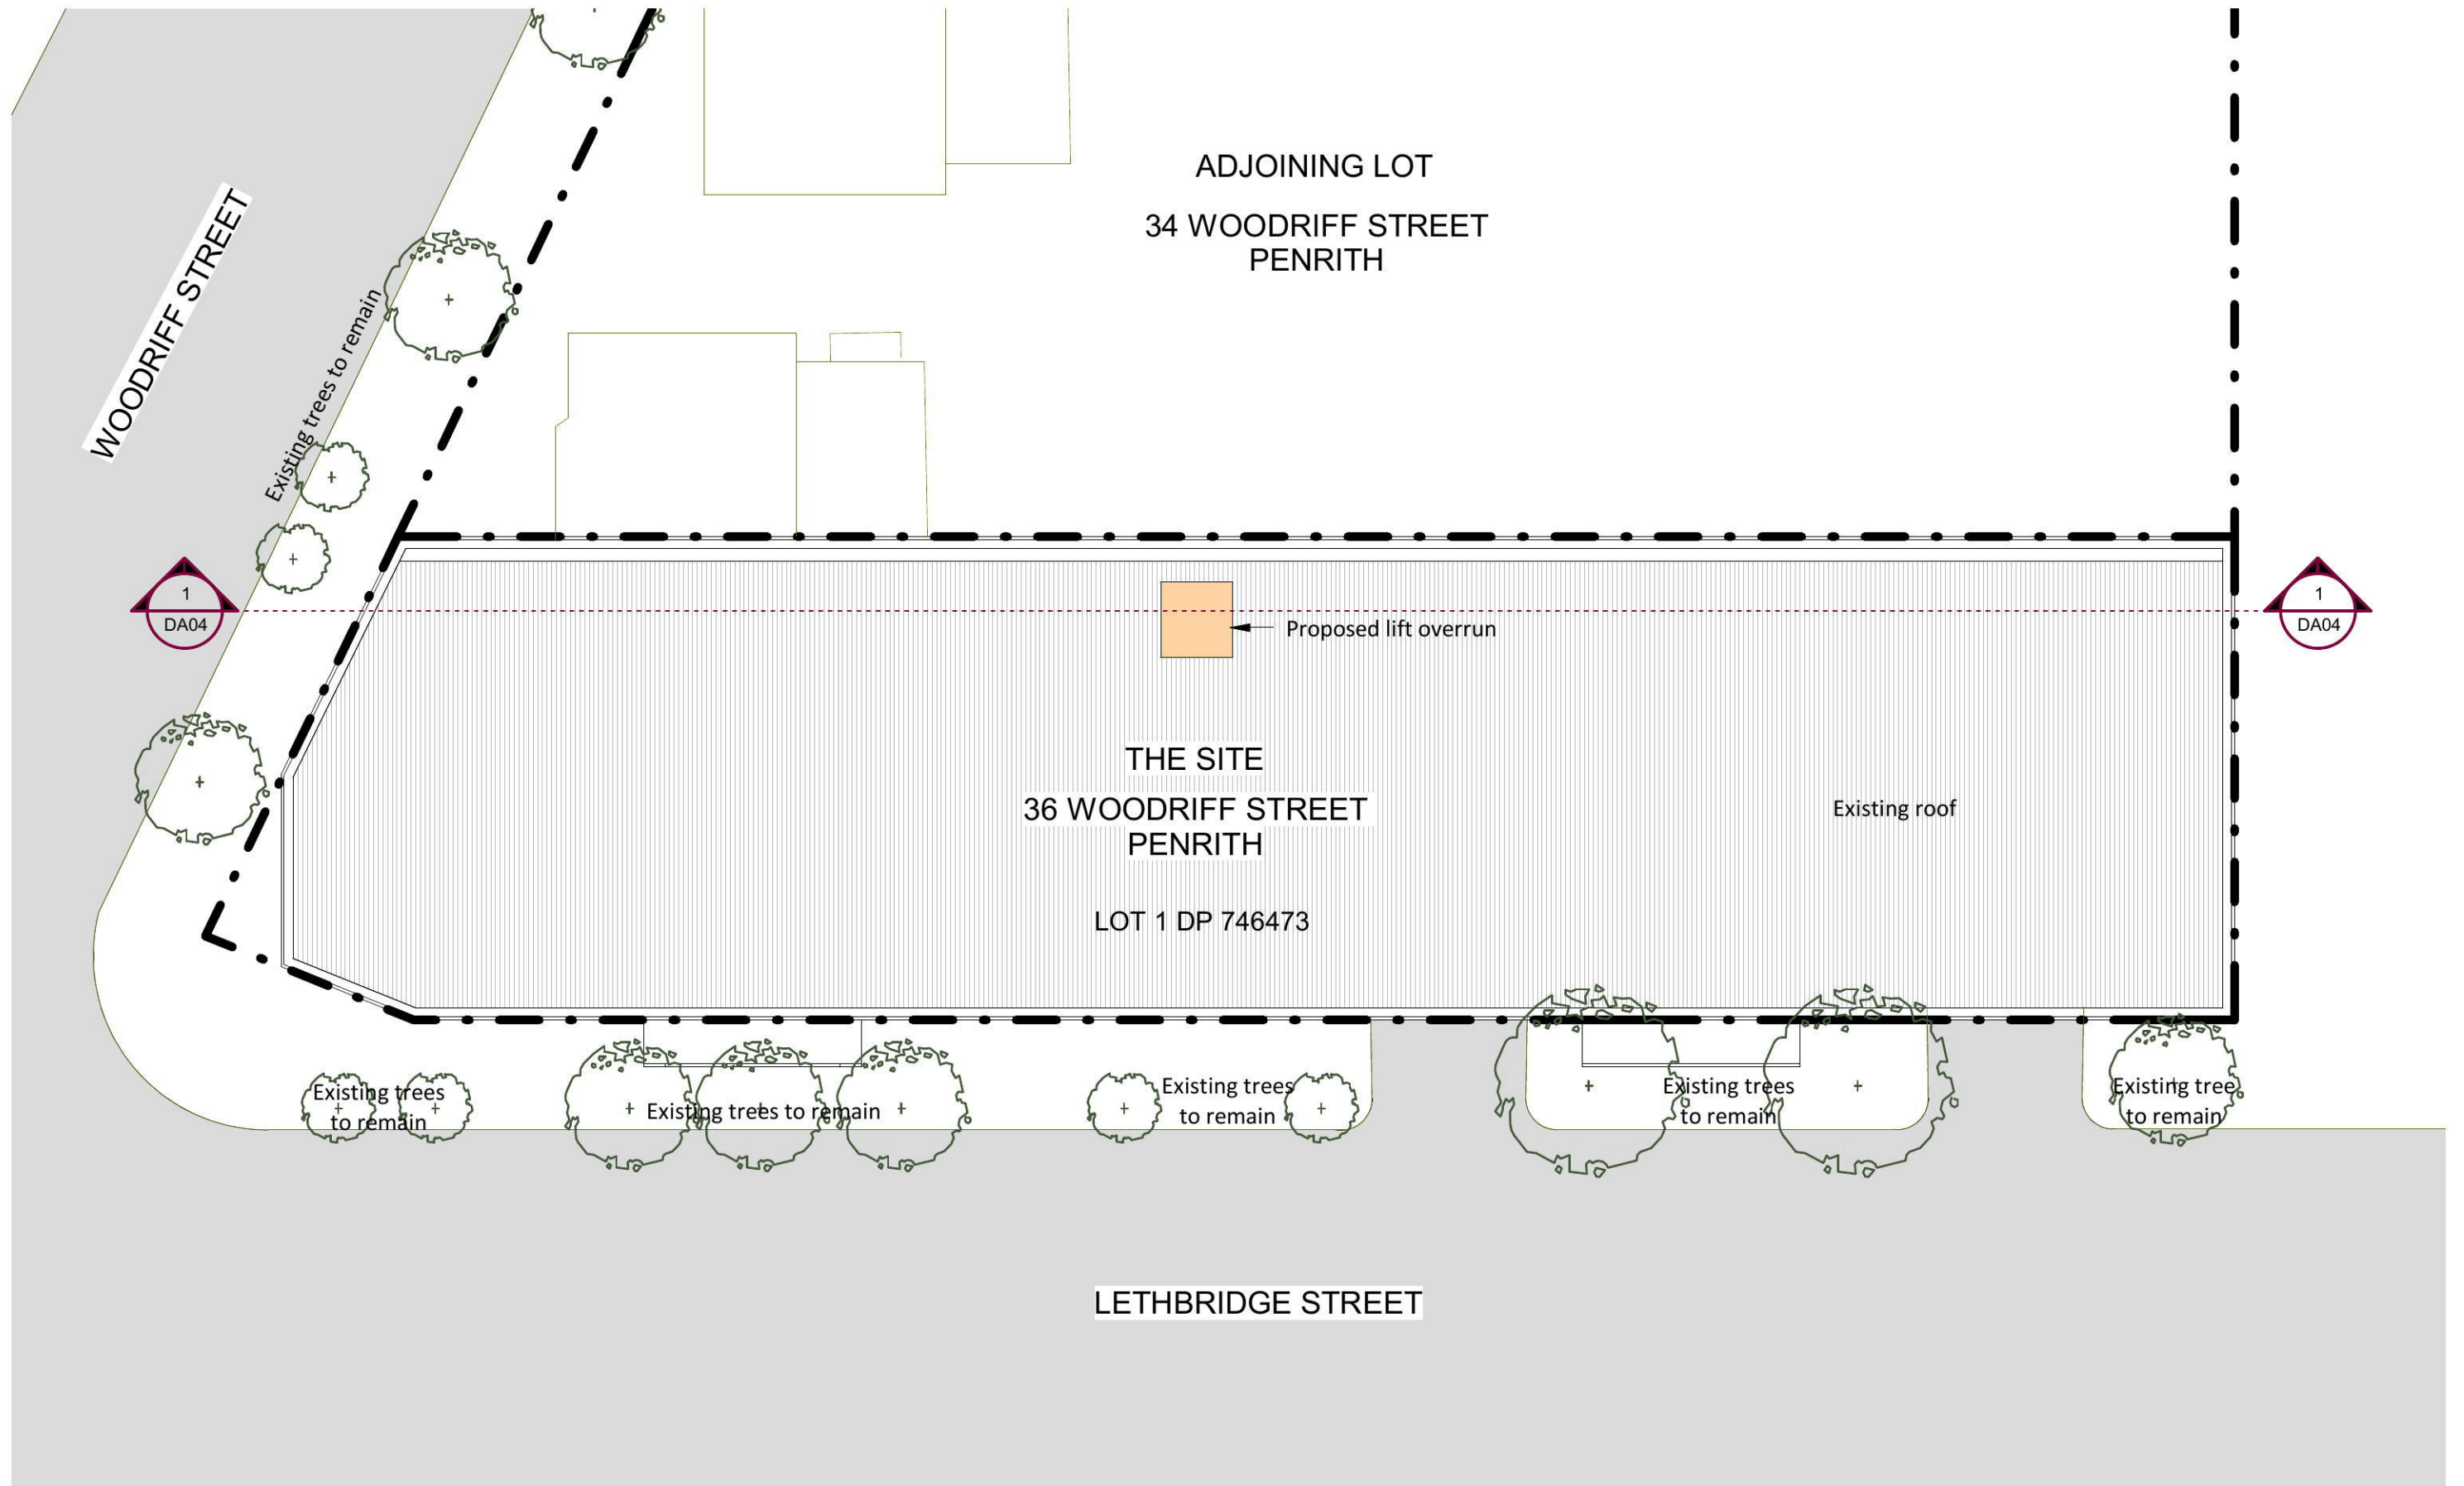 ADJOINING LOT
34 WOODRIFF STREET
PENRITH
WOODRIFF STREET
Existing trees to remain
1
DA04
1
DA04
Proposed lift overrun
THE SITE
36 WOODRIFF STREET
PENRITH
Existing roof
LOT 1 DP 746473
Existing trees
to remain
Existing trees to remain
Existing trees
to remain
Existing trees
to remain
Existing tree
to remain
LETHBRIDGE STREET